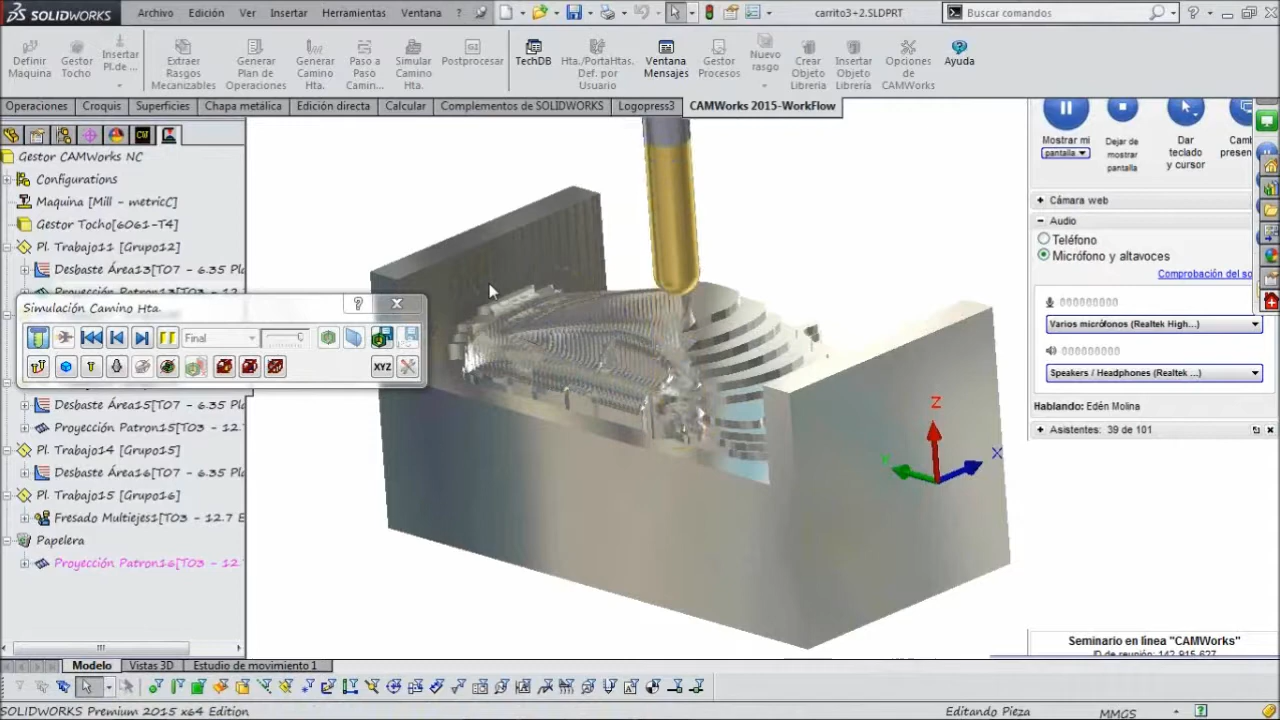 SOLIDWORKS
Archivo Edición Ver Insertar Herramientas Ventana ?
carrito3+2.SLDPRT
Buscar comandos
Definir Maquina
Gestor Tocho
Insertar Pl.de ...
Extraer Rasgos Mecanizables
Generar Plan de Operaciones
Generar Camino Hta.
Paso a Paso Camin...
Simular Camino Hta.
Postprocesar
TechDB
Hta./PortaHtas. Def. por Usuario
Ventana Mensajes
Gestor Procesos
Nuevo rasgo
Crear Objeto Libreria
Insertar Objeto Libreria
Opciones de CAMWorks
Ayuda
Operaciones Croquis Superficies Chapa metálica Edición directa Calcular Complementos de SOLIDWORKS Logopress3 CAMWorks 2015-WorkFlow
Gestor CAMWorks NC
Configurations
Maquina [Mill - metricC]
Gestor Tocho[6061-T4]
Pl. Trabajo11 [Grupo12]
Desbaste Área13[T07 - 6.35 Pl
Simulación Camino Hta.
Final
XYZ
Desbaste Área15[T07 - 6.35 Pl
Proyección Patron15[T03 - 12.
Pl. Trabajo14 [Grupo15]
Desbaste Área16[T07 - 6.35 Pl
Pl. Trabajo15 [Grupo16]
Fresado Multiejes1[T03 - 12.7 E
Papelera
Proyección Patron16[T03 - 12
Z
X
Mostrar mi pantalla
Dejar de mostrar pantalla
Dar teclado y cursor
Cam
presen
Cámara web
Audio
Teléfono
Micrófono y altavoces
Comprobación del so
Varios micrófonos (Realtek High...)
Speakers / Headphones (Realtek ...)
Hablando: Edén Molina
Asistentes: 39 de 101
Seminario en línea "CAMWorks"
ID de reunión: 142-915-627
Modelo Vistas 3D Estudio de movimiento 1
SOLIDWORKS Premium 2015 x64 Edition
Editando Pieza
MMGS